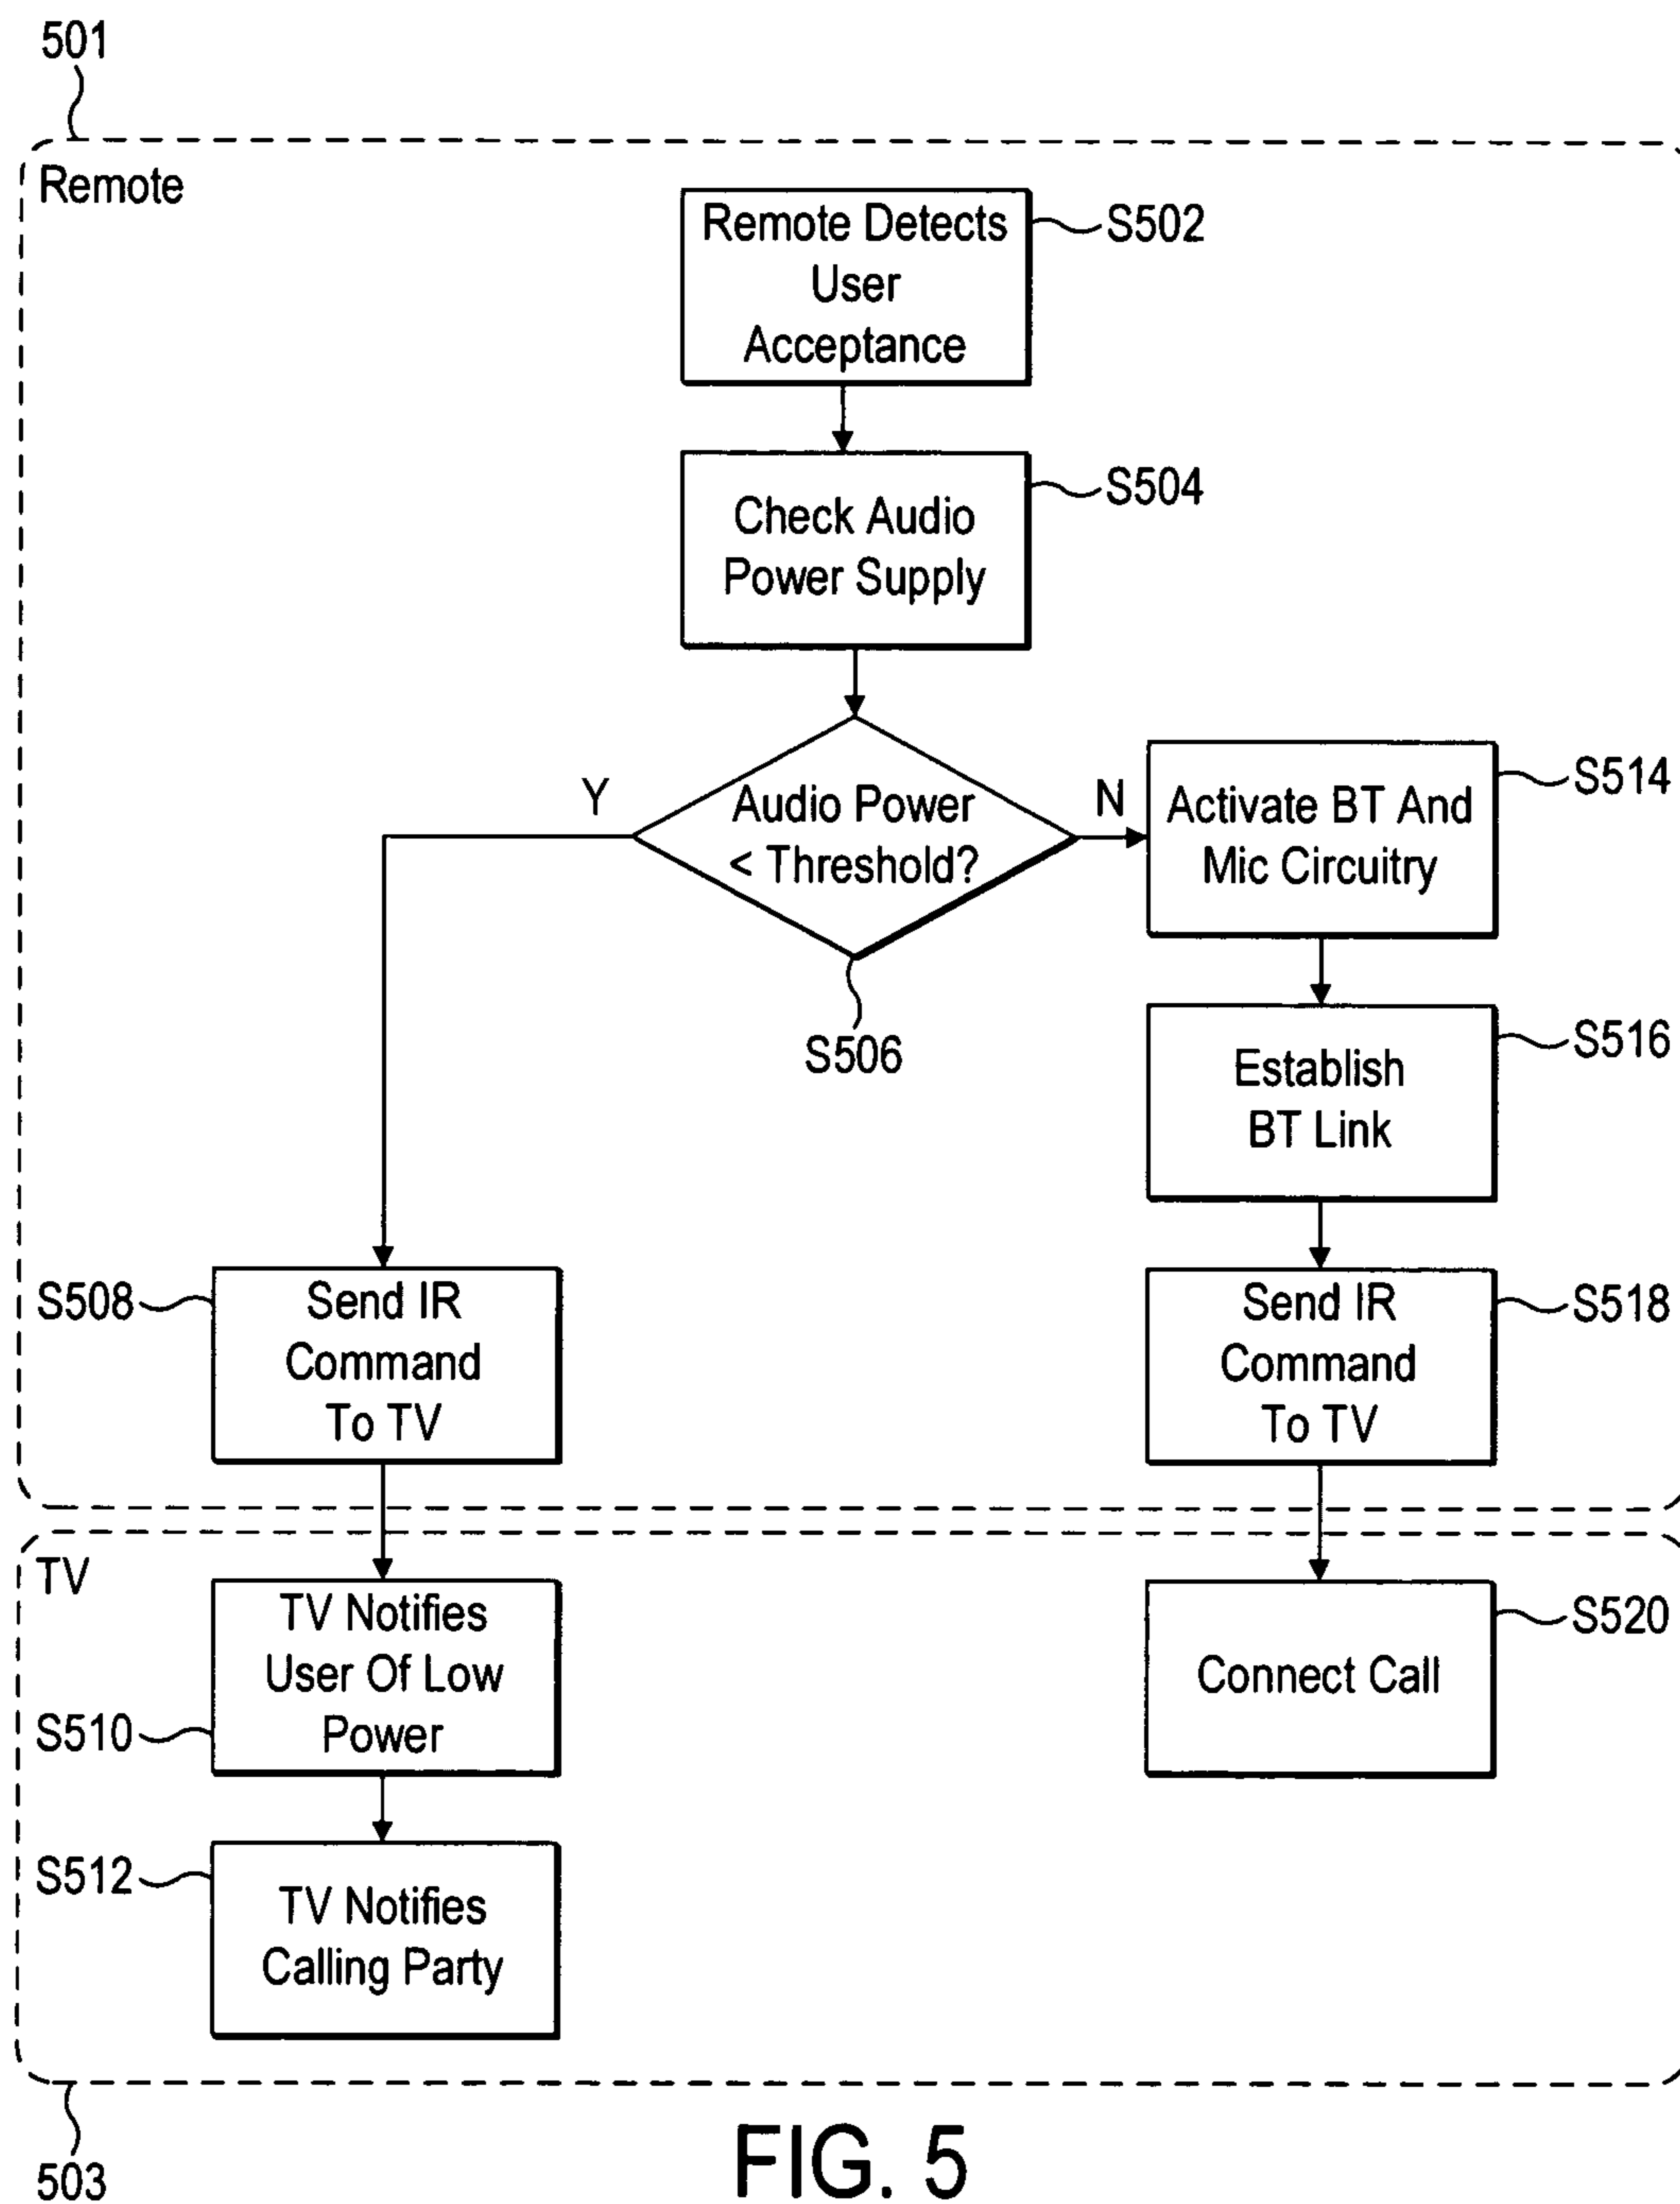 501
Remote
Remote Detects
User
Acceptance
S502
Check Audio
Power Supply
S504
Audio Power
< Threshold?
Y
N
S506
Activate BT And
Mic Circuitry
S514
Establish
BT Link
S516
S508
Send IR
Command
To TV
Send IR
Command
To TV
S518
TV
TV Notifies
User Of Low
Power
S510
Connect Call
S520
S512
TV Notifies
Calling Party
503
FIG. 5